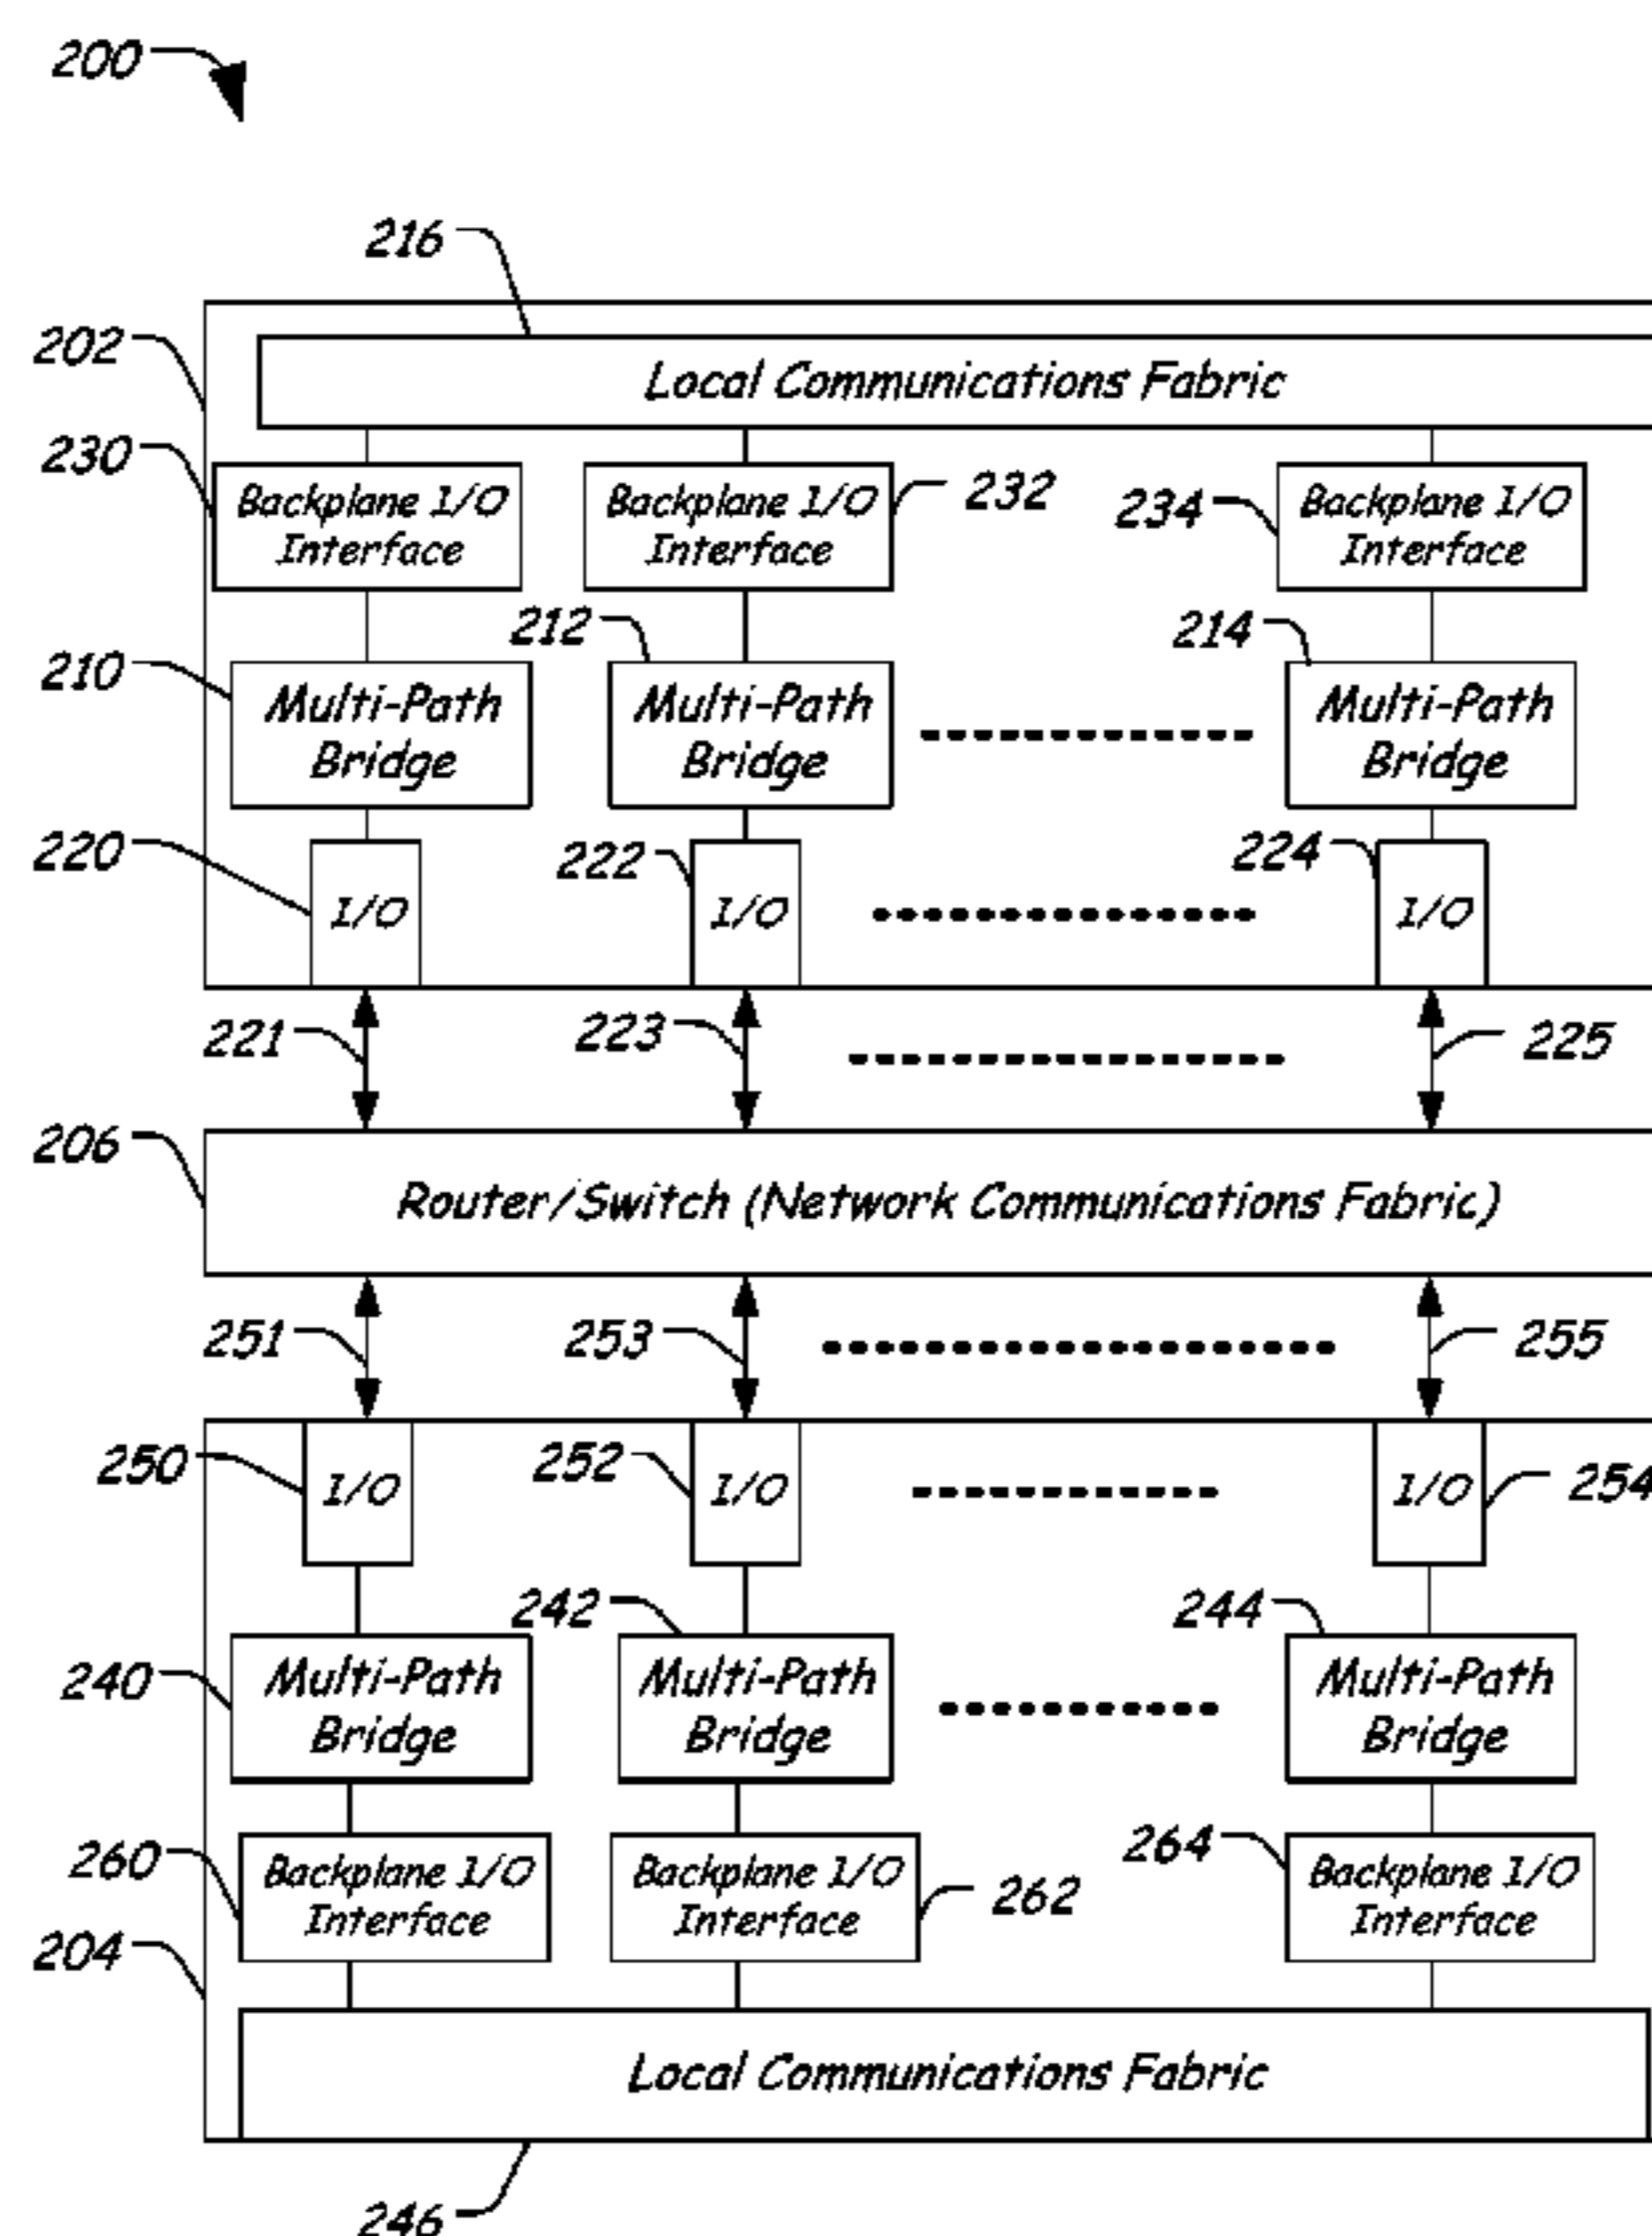 200
216
202
Local Communications Fabric
230
Backplane I/O
Interface
Backplane I/O
Interface
232
234
Backplane I/O
Interface
212
214
210
Multi-Path
Bridge
Multi-Path
Bridge
Multi-Path
Bridge
220
222
224
I/O
I/O
I/O
221
223
225
206
Router/Switch (Network Communications Fabric)
251
253
255
250
I/O
252
I/O
I/O
254
242
244
240
Multi-Path
Bridge
Multi-Path
Bridge
Multi-Path
Bridge
260
Backplane I/O
Interface
Backplane I/O
Interface
262
264
Backplane I/O
Interface
204
Local Communications Fabric
246